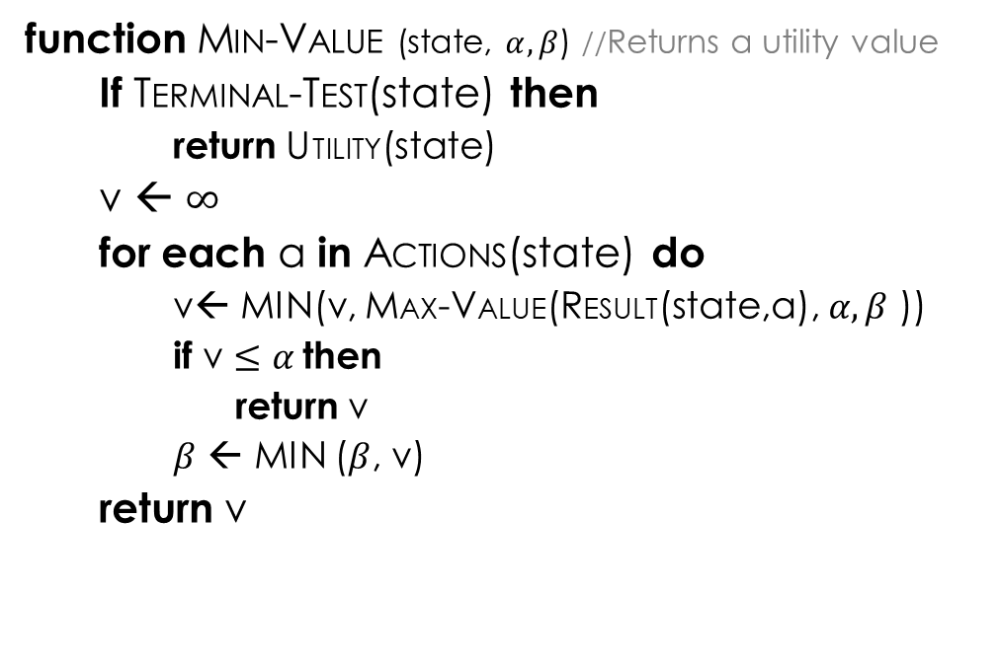 function MIN-VALUE (state, α,β) //Returns a utility value
If TERMINAL-TEST(state) then
return UTILITY(state)
v ← ∞
for each a in ACTIONS(state) do
v← MIN(v, MAX-VALUE(RESULT(state,a), α,β ))
if v ≤ α then
return v
β ← MIN (β, v)
return v